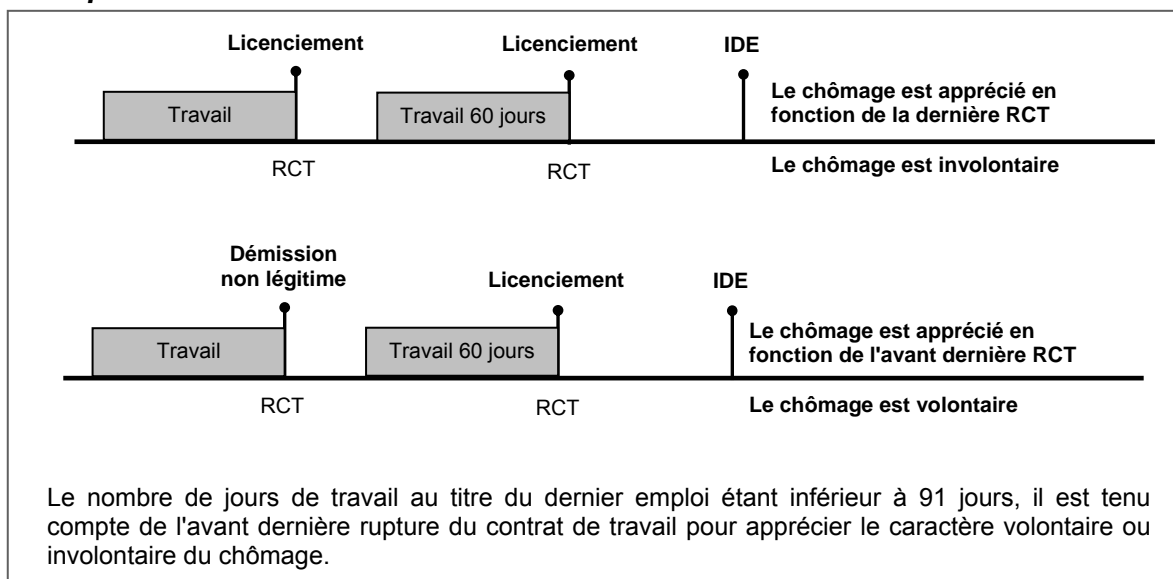 Licenciement Licenciement IDE
Le chômage est apprécié en
fonction de la dernière RCT
Travail Travail 60 jours
RCT RCT Le chômage est involontaire
Démission
non légitime Licenciement IDE
Le chômage est apprécié en
fonction de l'avant dernière RCT
Travail Travail 60 jours
RCT RCT Le chômage est volontaire
Le nombre de jours de travail au titre du dernier emploi étant inférieur à 91 jours, il est tenu
compte de l'avant dernière rupture du contrat de travail pour apprécier le caractère volontaire ou
involontaire du chômage.